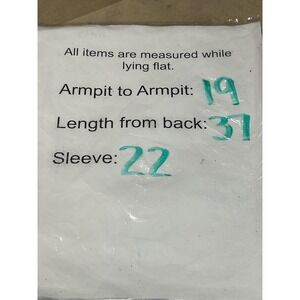 All items are measured while
lying flat.
Armpit to Armpit: 19
Length from back: 31
Sleeve: 22